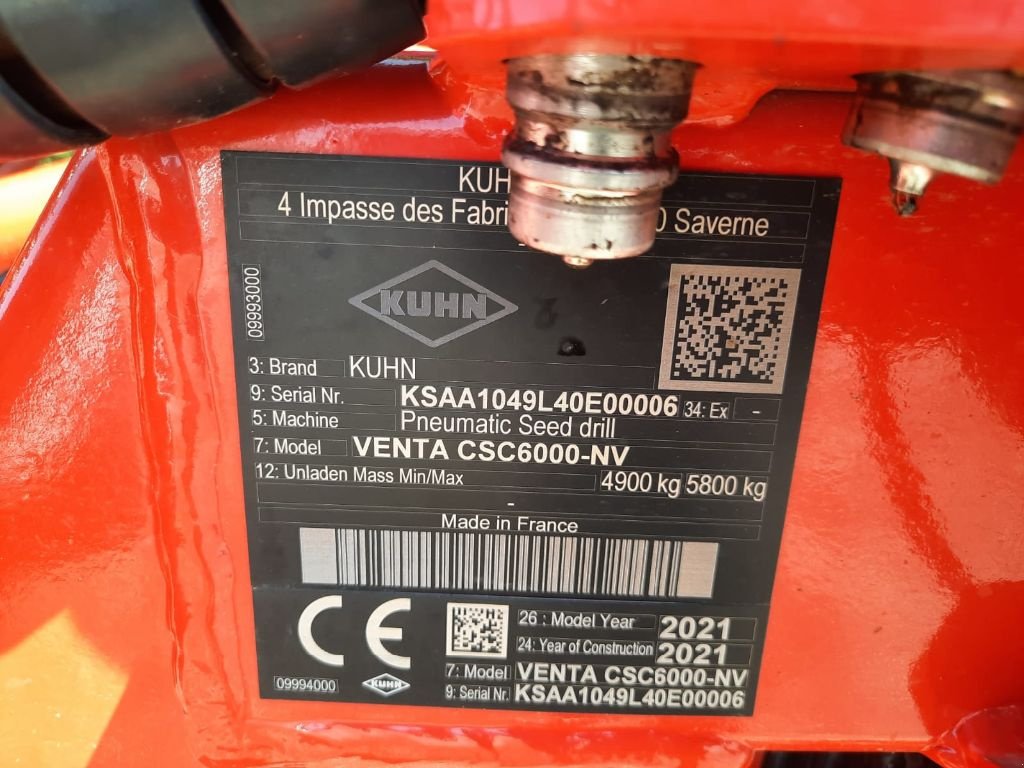 KUH
4 Impasse des Fabri 0 Saverne
KUHN
09993000
3: Brand KUHN
9: Serial Nr. KSAA1049L40E00006 34: Ex -
5: Machine Pneumatic Seed drill
7: Model VENTA CSC6000-NV
12: Unladen Mass Min/Max 4900 kg 5800 kg
-
Made in France
CE
26 : Model Year 2021
24: Year of Construction 2021
7: Model VENTA CSC6000-NV
9: Serial Nr. KSAA1049L40E00006
09994000 KUHN